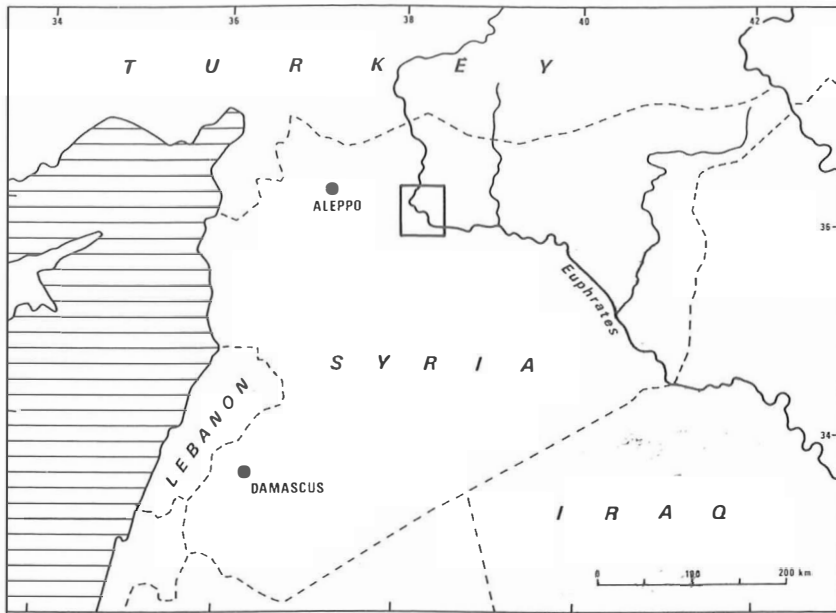 34 36 38 40 42
T U R K E Y
ALEPPO
36
Euphrates
S Y R I A
LEBANON
34
DAMASCUS
I R A Q
0 100 200 km.